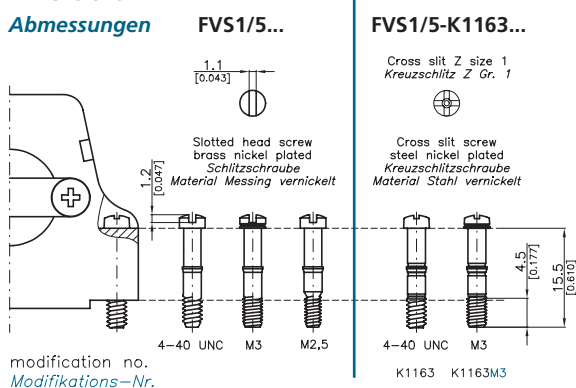 Abmessungen
FVS1/5...
1.1
[0.043]
Slotted head screw
brass nickel plated
Schlitzschraube
Material Messing vernickelt
1.2
[0.047]
4-40 UNC
M3
M2,5
modification no.
Modifikations-Nr.
FVS1/5-K1163...
Cross slit Z size 1
Kreuzschlitz Z Gr. 1
Cross slit screw
steel nickel plated
Kreuzschlitzschraube
Material Stahl vernickelt
4.5
[0.177]
15.5
[0.610]
4-40 UNC
M3
K1163
K1163M3